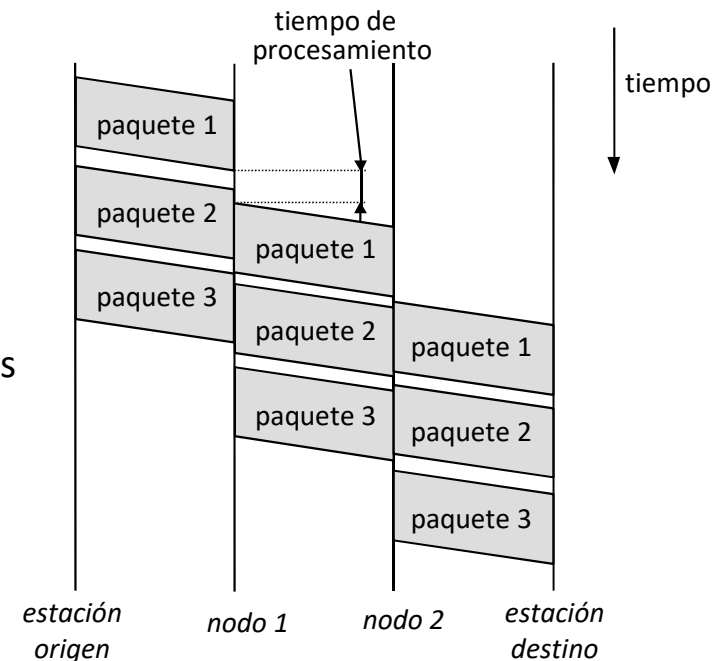 tiempo de
procesamiento
tiempo
paquete 1
paquete 2
paquete 3
paquete 1
paquete 2
paquete 3
paquete 1
paquete 2
paquete 3
s
estación
origen
nodo 1
nodo 2
estación
destino